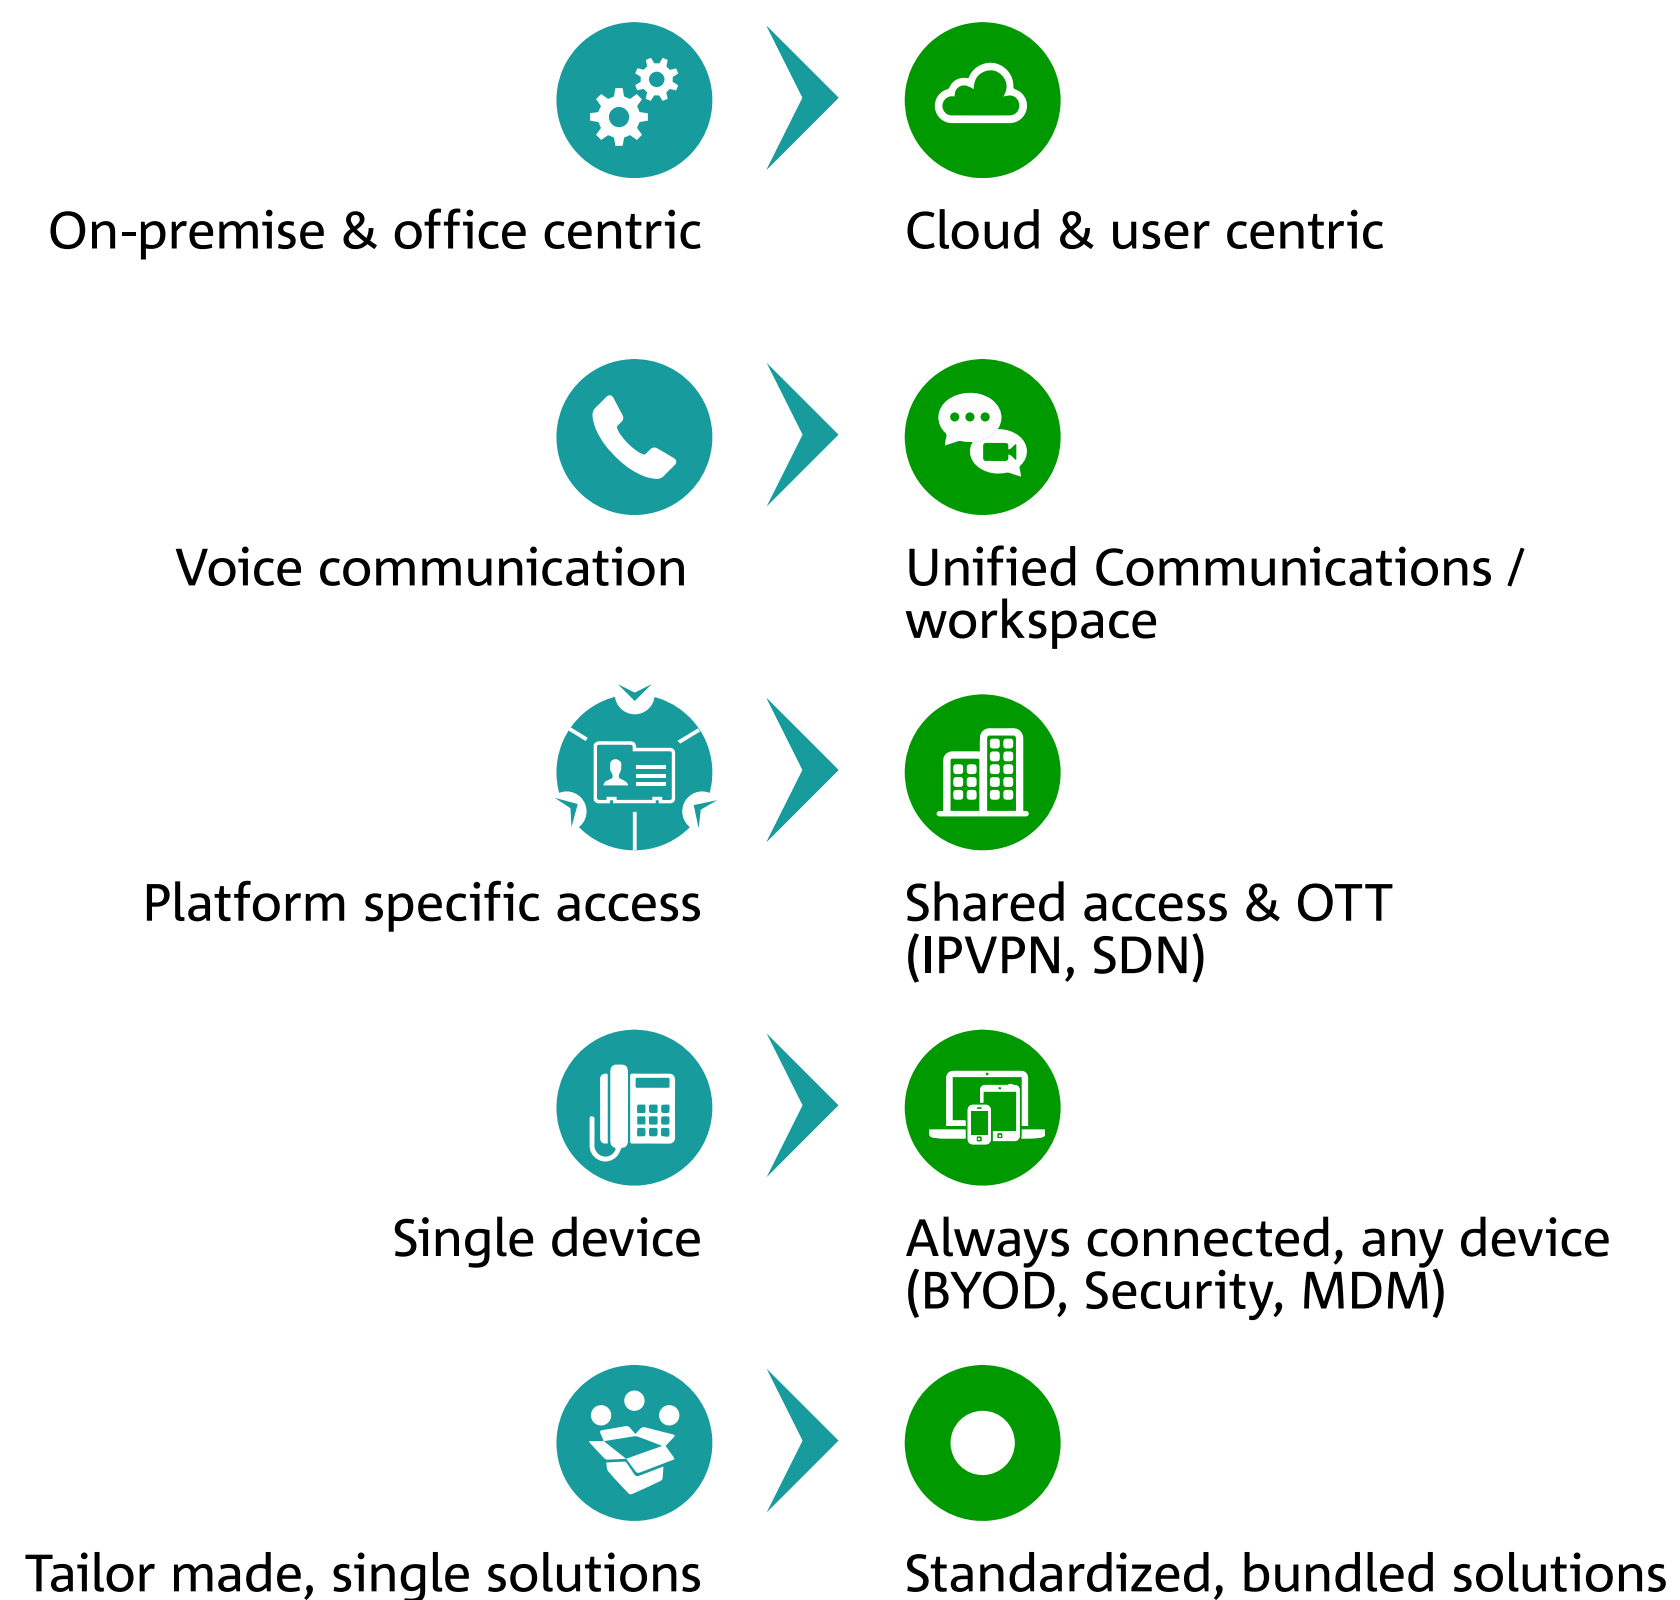 On-premise & office centric
Cloud & user centric
Voice communication
Unified Communications /
workspace
Platform specific access
Shared access & OTT
(IPVPN, SDN)
Single device
Always connected, any device
(BYOD, Security, MDM)
Tailor made, single solutions
Standardized, bundled solutions